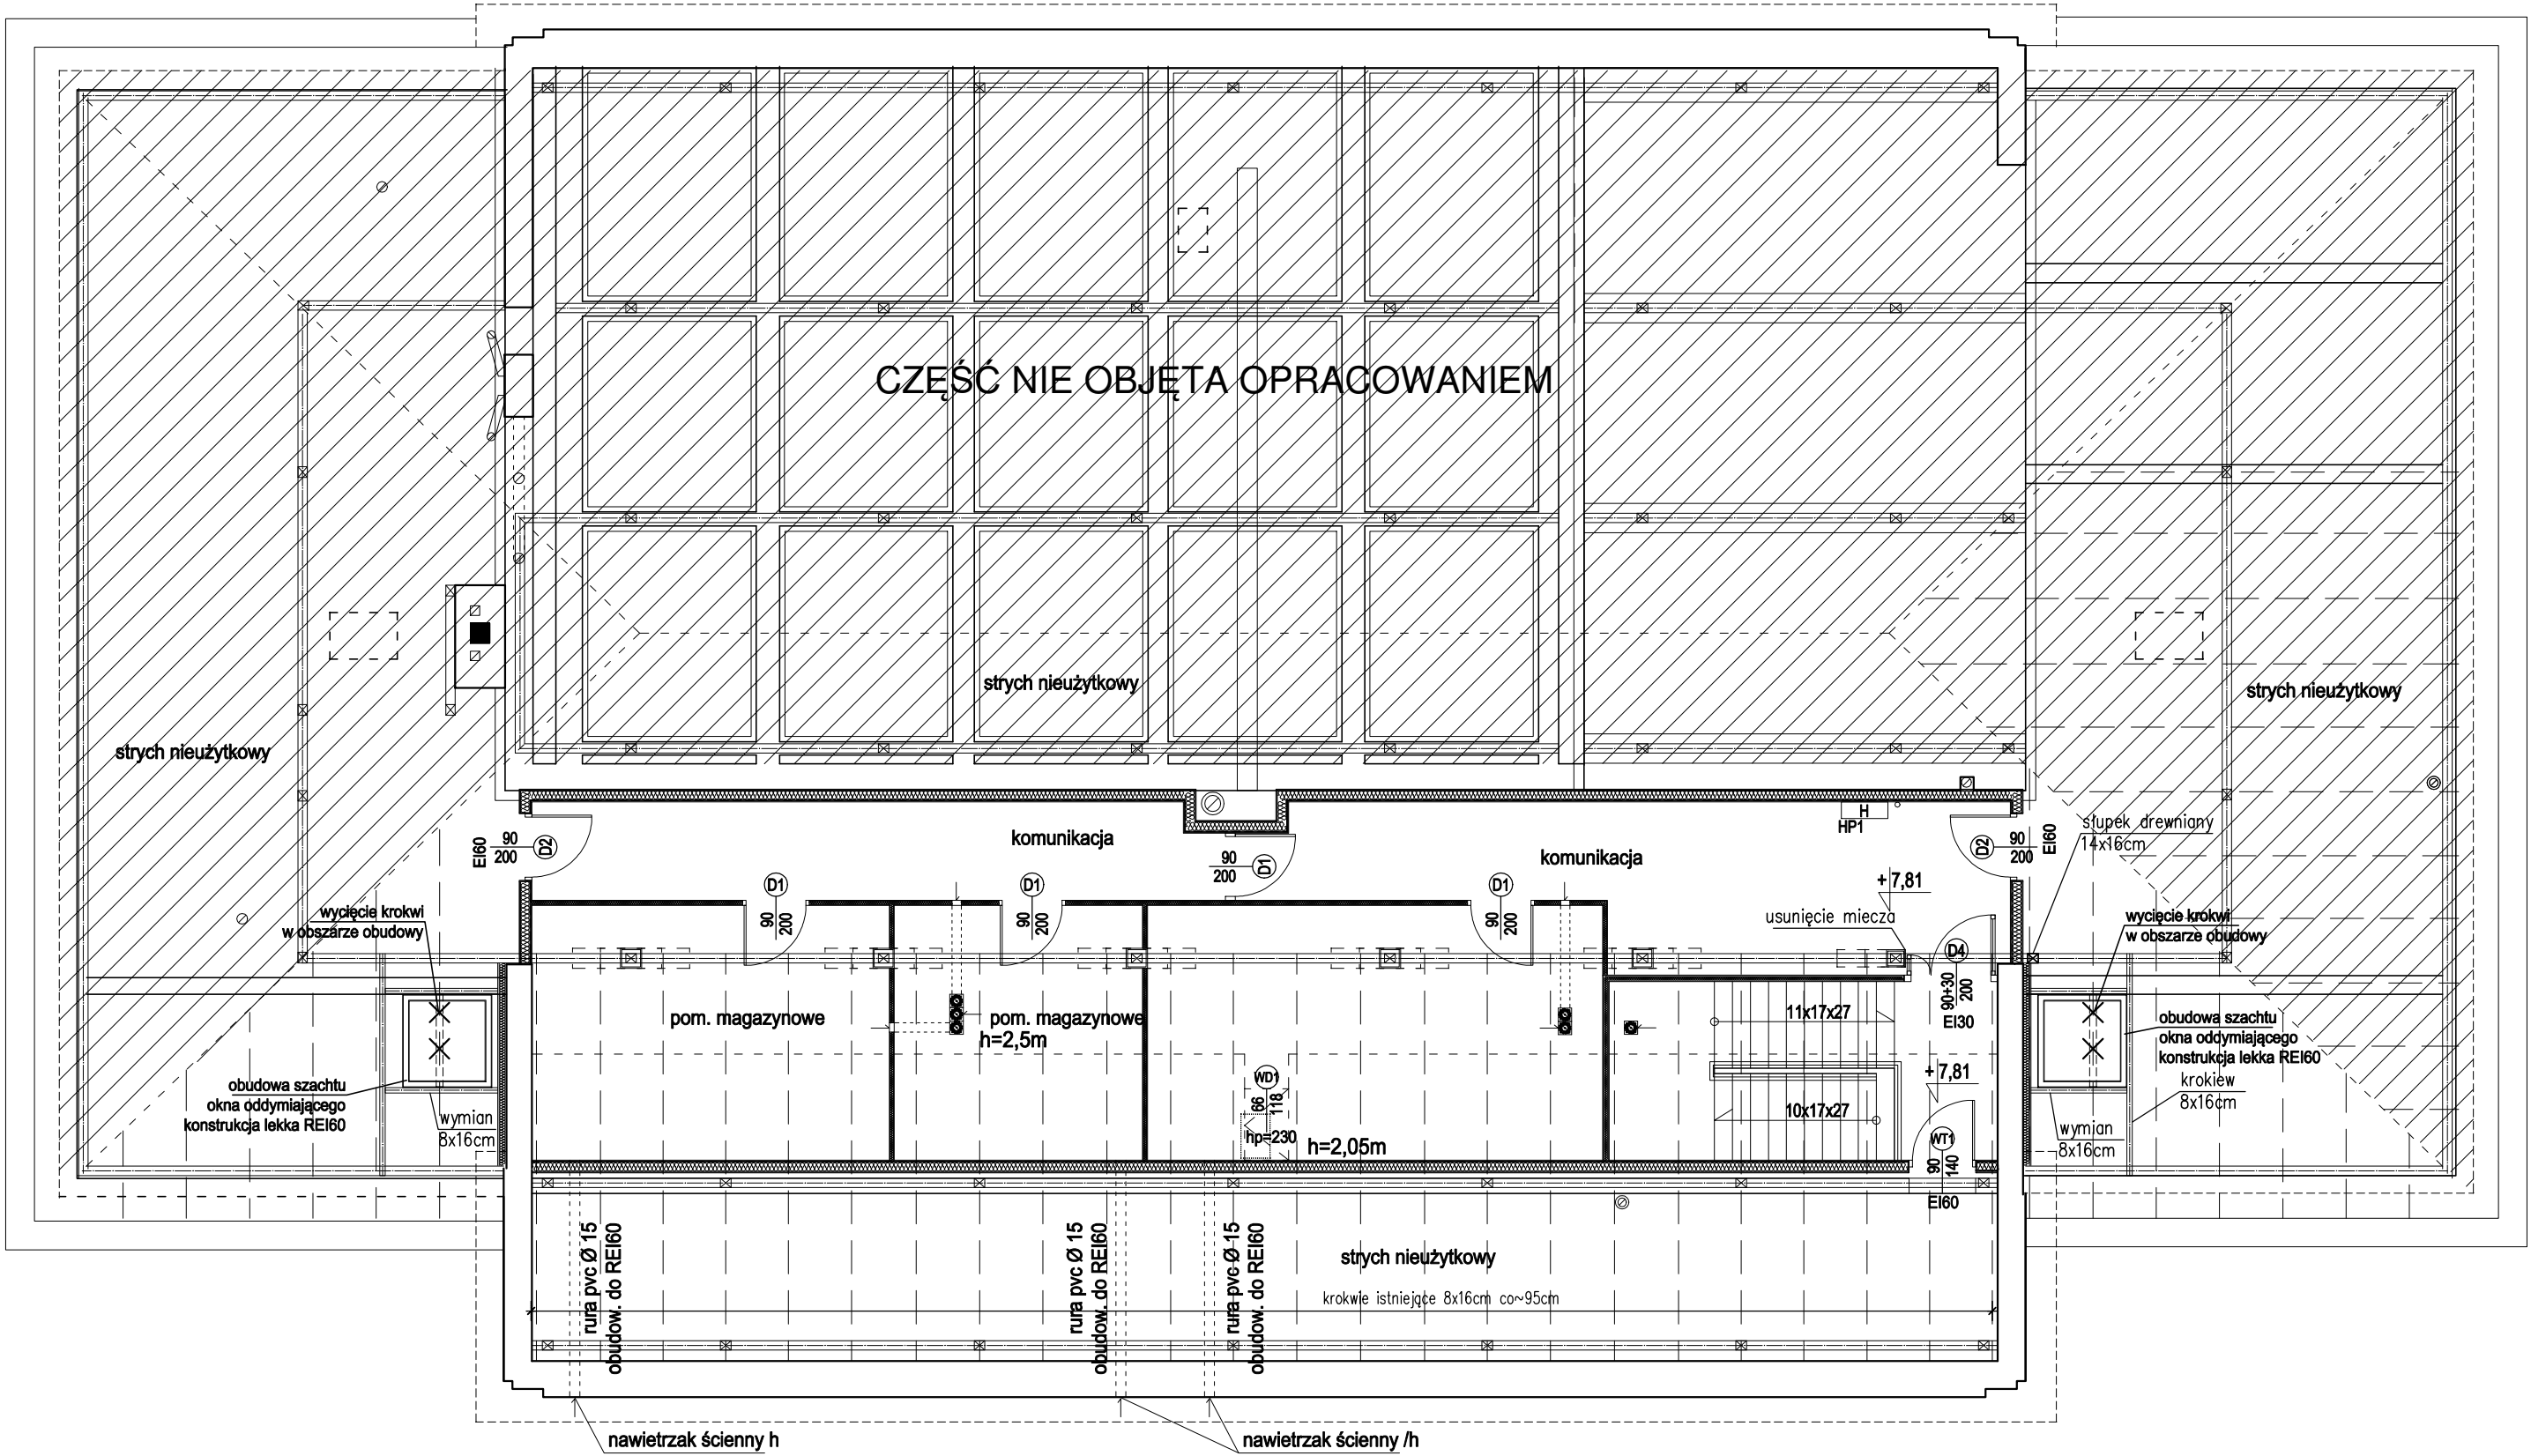 CZĘŚĆ NIE OBJĘTA OPRACOWANIEM
strych nieużytkowy
strych nieużytkowy
strych nieużytkowy
komunikacja
komunikacja
H
HP1
EI60
90
200
D2
90
200
D1
D2
90
200
EI60
słupek drewniany
14x16cm
D1
90
200
D1
90
200
D1
90
200
+ 7,81
usunięcie miecza
D4
90+30
200
EI30
wycięcie krokwi
w obszarze obudowy
wycięcie krokwi
w obszarze obudowy
pom. magazynowe
pom. magazynowe
h=2,5m
11x17x27
10x17x27
+ 7,81
obudowa szachtu
okna oddymiającego
konstrukcja lekka REI60
wymian
8x16cm
obudowa szachtu
okna oddymiającego
konstrukcja lekka REI60
krokiew
8x16cm
wymian
8x16cm
WD1
66
118
hp=230
h=2,05m
WT1
90
140
EI60
rura pvc Ø 15
obudow. do REI60
rura pvc Ø 15
obudow. do REI60
rura pvc Ø 15
obudow. do REI60
strych nieużytkowy
krokwie istniejące 8x16cm co~95cm
nawietrzak ścienny h
nawietrzak ścienny /h